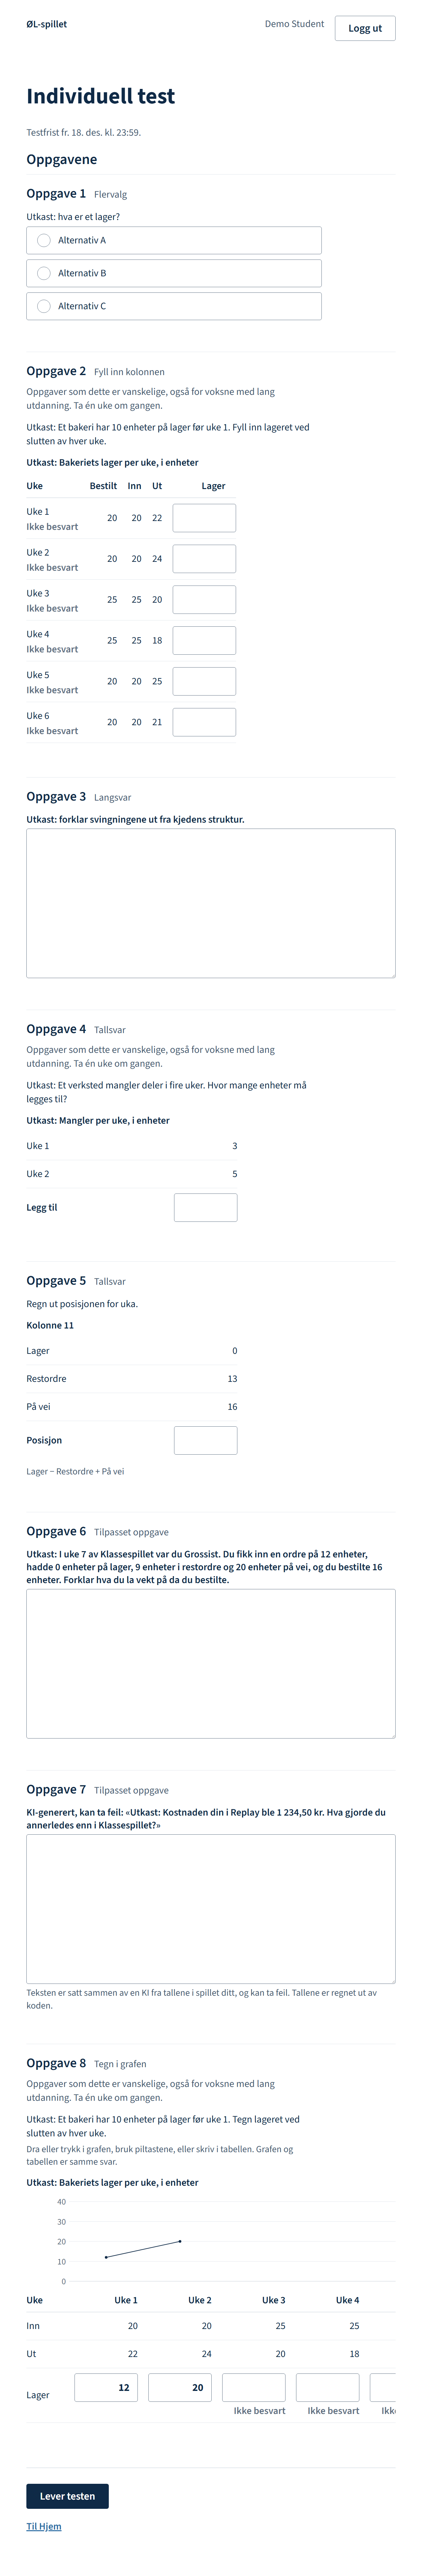 ØL-spillet
Demo Student
Logg ut
Individuell test
Testfrist fr. 18. des. kl. 23:59.
Oppgavene
Oppgave 1 Flervalg
Utkast: hva er et lager?
Alternativ A
Alternativ B
Alternativ C
Oppgave 2 Fyll inn kolonnen
Oppgaver som dette er vanskelige, også for voksne med lang
utdanning. Ta én uke om gangen.
Utkast: Et bakeri har 10 enheter på lager før uke 1. Fyll inn lageret ved
slutten av hver uke.
Utkast: Bakeriets lager per uke, i enheter
Uke Bestilt Inn Ut Lager
Uke 1
Ikke besvart
20 20 22
Uke 2
Ikke besvart
20 20 24
Uke 3
Ikke besvart
25 25 20
Uke 4
Ikke besvart
25 25 18
Uke 5
Ikke besvart
20 20 25
Uke 6
Ikke besvart
20 20 21
Oppgave 3 Langsvar
Utkast: forklar svingningene ut fra kjedens struktur.
Oppgave 4 Tallsvar
Oppgaver som dette er vanskelige, også for voksne med lang
utdanning. Ta én uke om gangen.
Utkast: Et verksted mangler deler i fire uker. Hvor mange enheter må
legges til?
Utkast: Mangler per uke, i enheter
Uke 1 3
Uke 2 5
Legg til
Oppgave 5 Tallsvar
Regn ut posisjonen for uka.
Kolonne 11
Lager 0
Restordre 13
På vei 16
Posisjon
Lager − Restordre + På vei
Oppgave 6 Tilpasset oppgave
Utkast: I uke 7 av Klassespillet var du Grossist. Du fikk inn en ordre på 12 enheter,
hadde 0 enheter på lager, 9 enheter i restordre og 20 enheter på vei, og du bestilte 16
enheter. Forklar hva du la vekt på da du bestilte.
Oppgave 7 Tilpasset oppgave
KI-generert, kan ta feil: «Utkast: Kostnaden din i Replay ble 1 234,50 kr. Hva gjorde du
annerledes enn i Klassespillet?»
Teksten er satt sammen av en KI fra tallene i spillet ditt, og kan ta feil. Tallene er regnet ut av
koden.
Oppgave 8 Tegn i grafen
Oppgaver som dette er vanskelige, også for voksne med lang
utdanning. Ta én uke om gangen.
Utkast: Et bakeri har 10 enheter på lager før uke 1. Tegn lageret ved
slutten av hver uke.
Dra eller trykk i grafen, bruk piltastene, eller skriv i tabellen. Grafen og
tabellen er samme svar.
Utkast: Bakeriets lager per uke, i enheter
40
30
20
10
0
Uke Uke 1 Uke 2 Uke 3 Uke 4
Inn 20 20 25 25
Ut 22 24 20 18
Lager 12 20
Ikke besvart Ikke besvart
Lever testen
Til Hjem